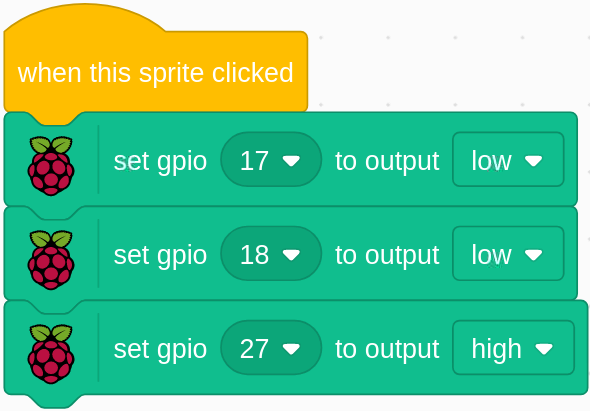 when this sprite clicked
set gpio 17 to output low
set gpio 18 to output low
set gpio 27 to output high